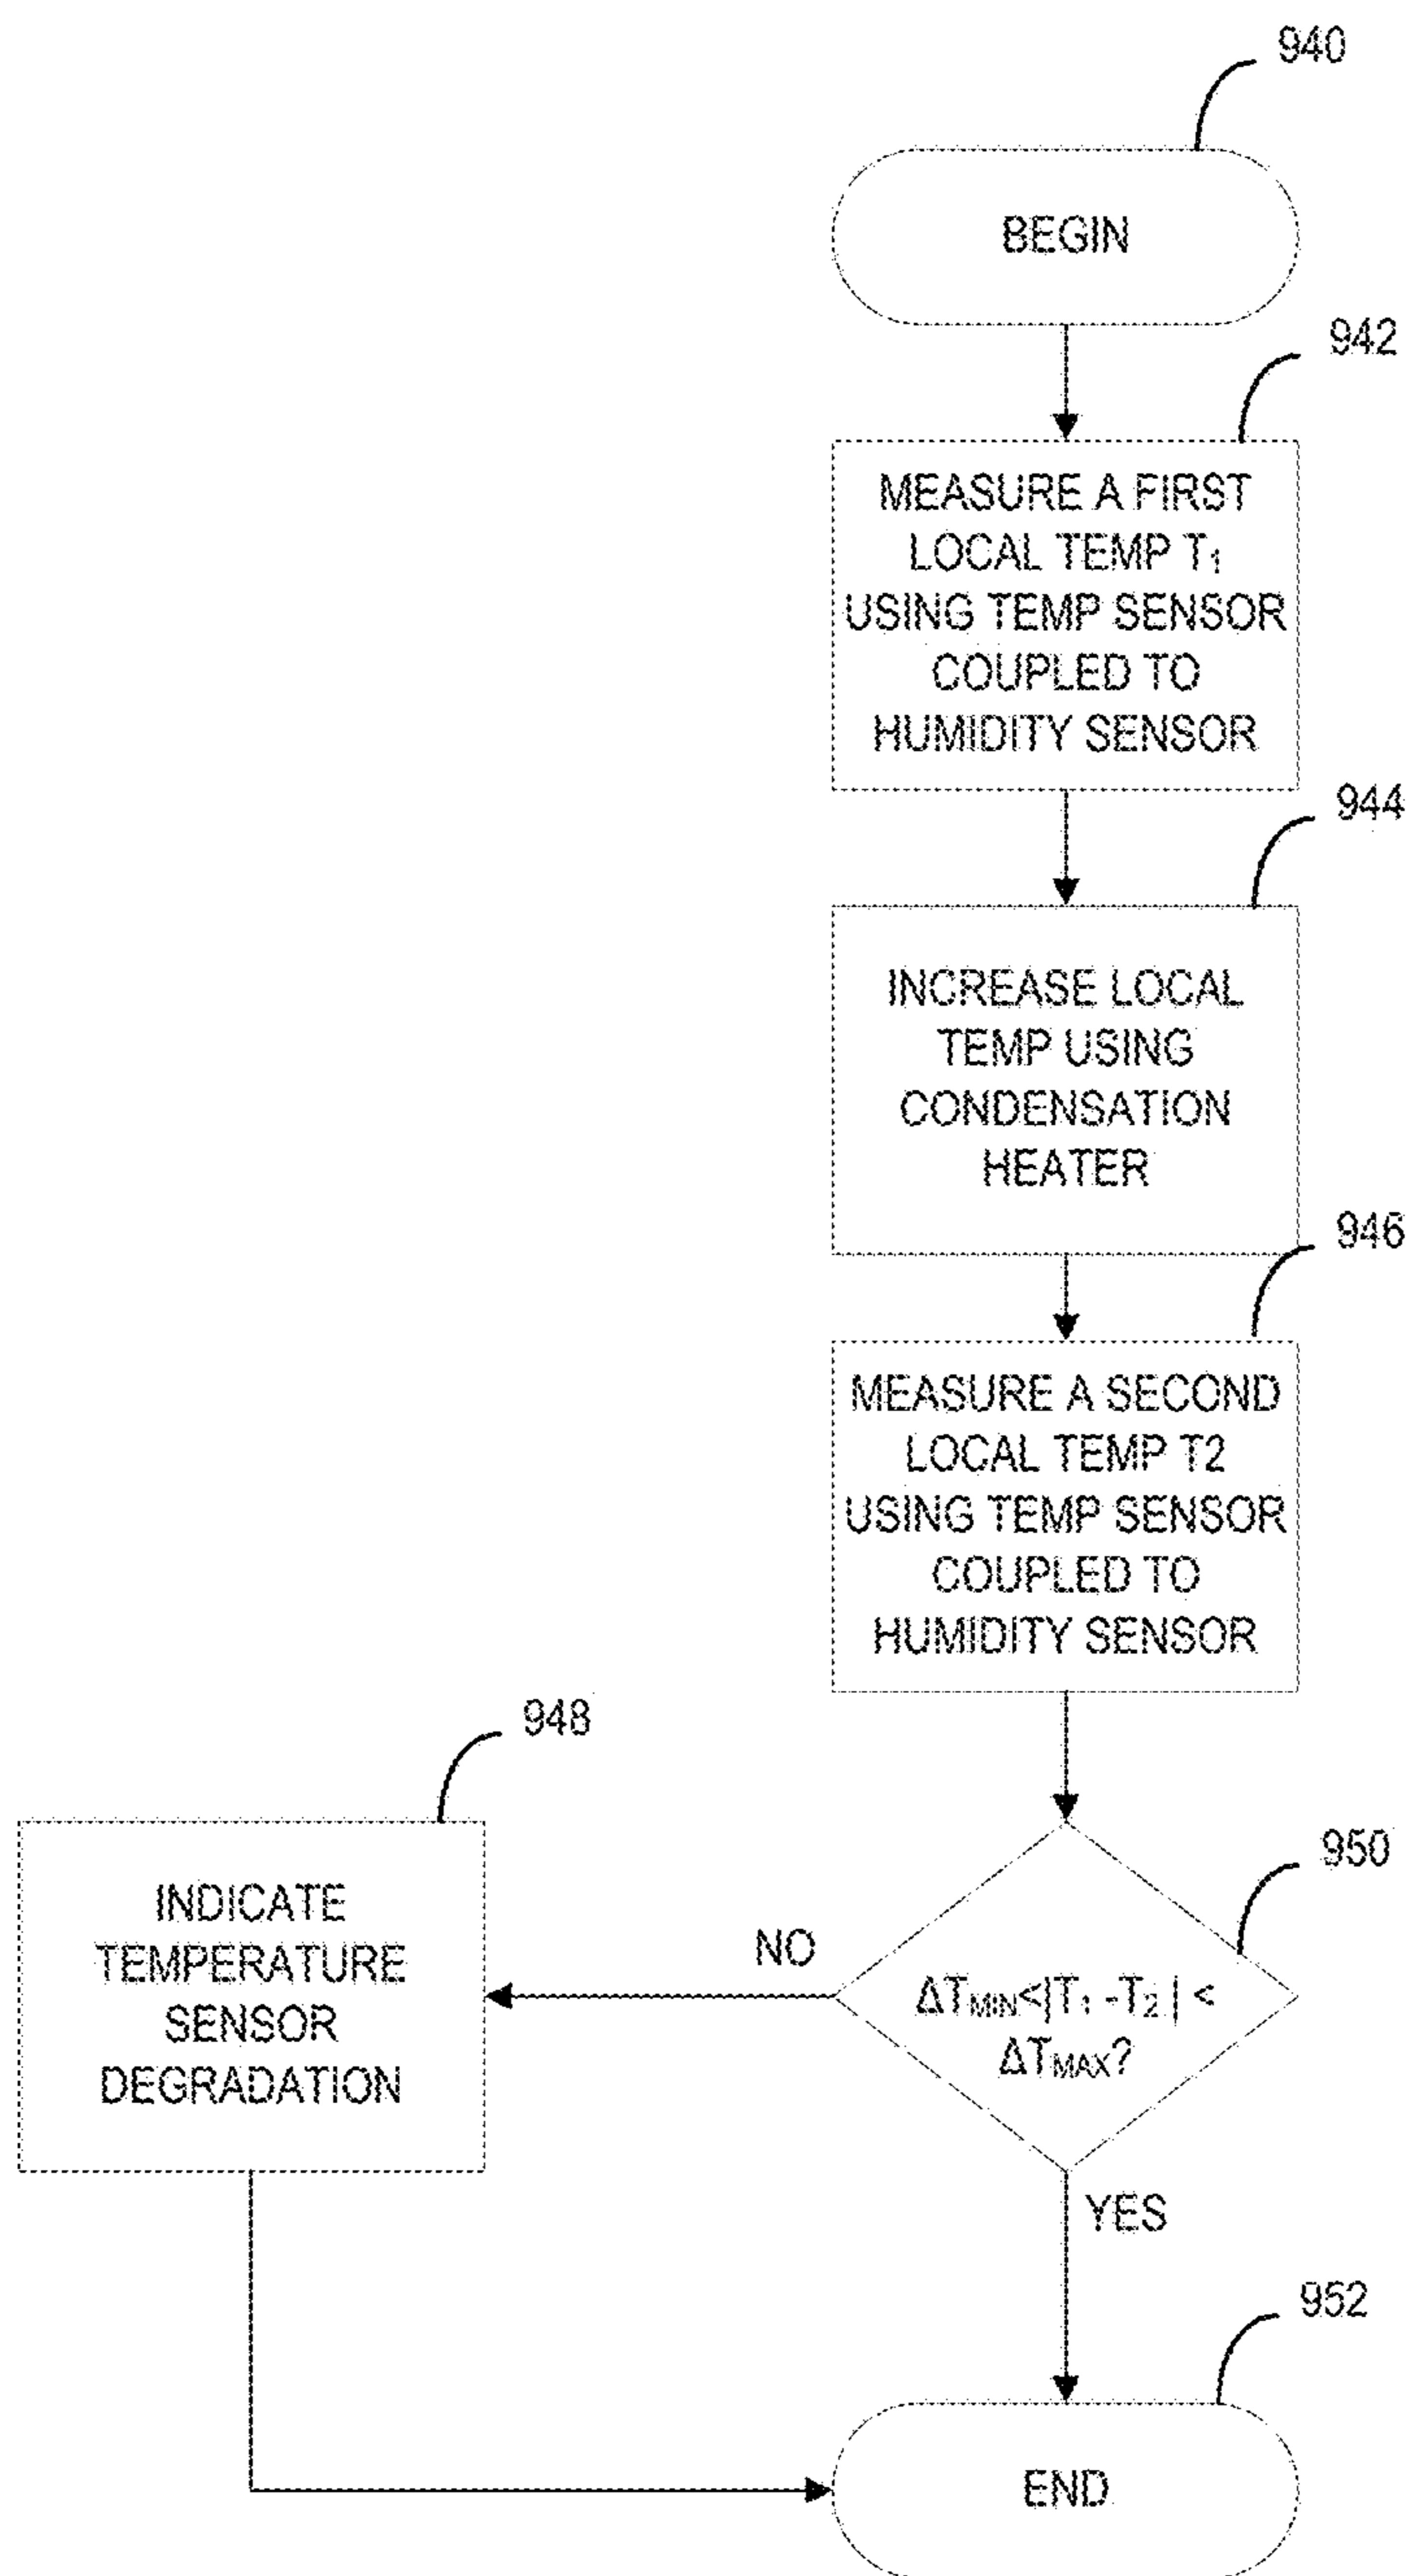 940
BEGIN
942
MEASURE A FIRST
LOCAL TEMP T₁
USING TEMP SENSOR
COUPLED TO
HUMIDITY SENSOR
944
INCREASE LOCAL
TEMP USING
CONDENSATION
HEATER
946
MEASURE A SECOND
LOCAL TEMP T2
USING TEMP SENSOR
COUPLED TO
HUMIDITY SENSOR
948
INDICATE
TEMPERATURE
SENSOR
DEGRADATION
NO
950
ΔTMIN<|T₁ -T₂ | <
ΔTMAX?
YES
952
END